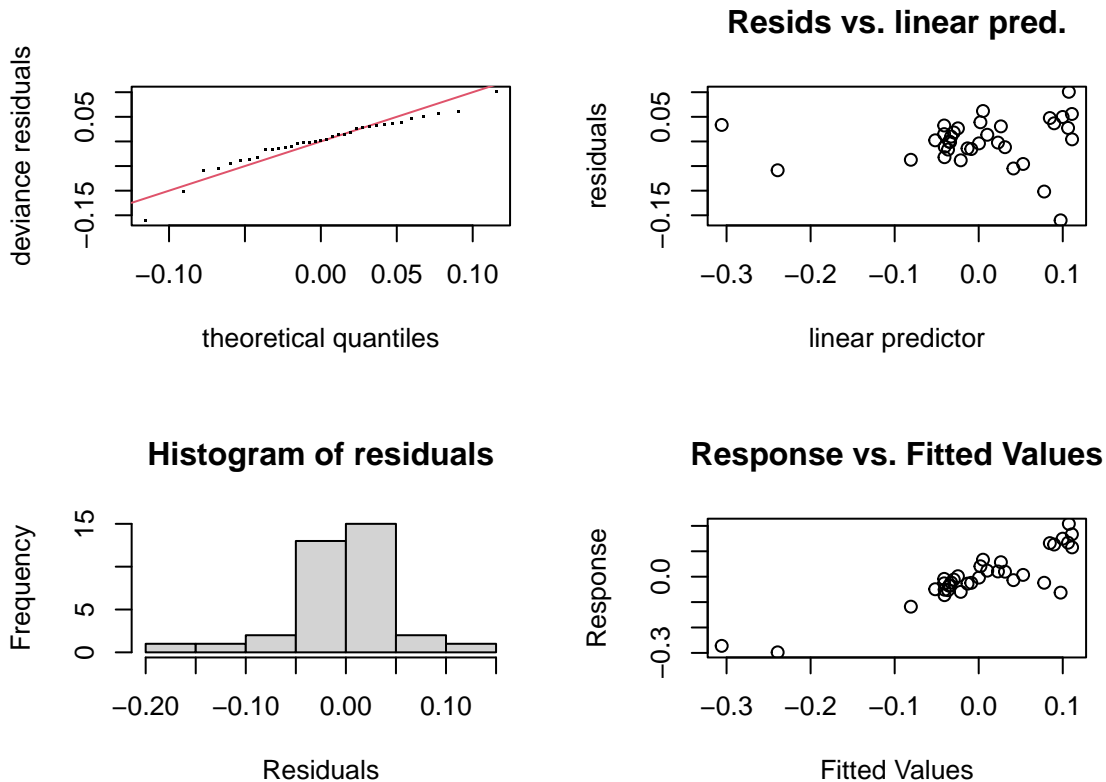 deviance residuals
0.05
−0.15
−0.10
0.00
0.05
0.10
theoretical quantiles
Resids vs. linear pred.
residuals
0.05
−0.15
−0.3
−0.2
−0.1
0.0
0.1
linear predictor
Histogram of residuals
Frequency
15
5
0
−0.20
−0.10
0.00
0.10
Residuals
Response vs. Fitted Values
Response
0.0
−0.3
−0.3
−0.2
−0.1
0.0
0.1
Fitted Values